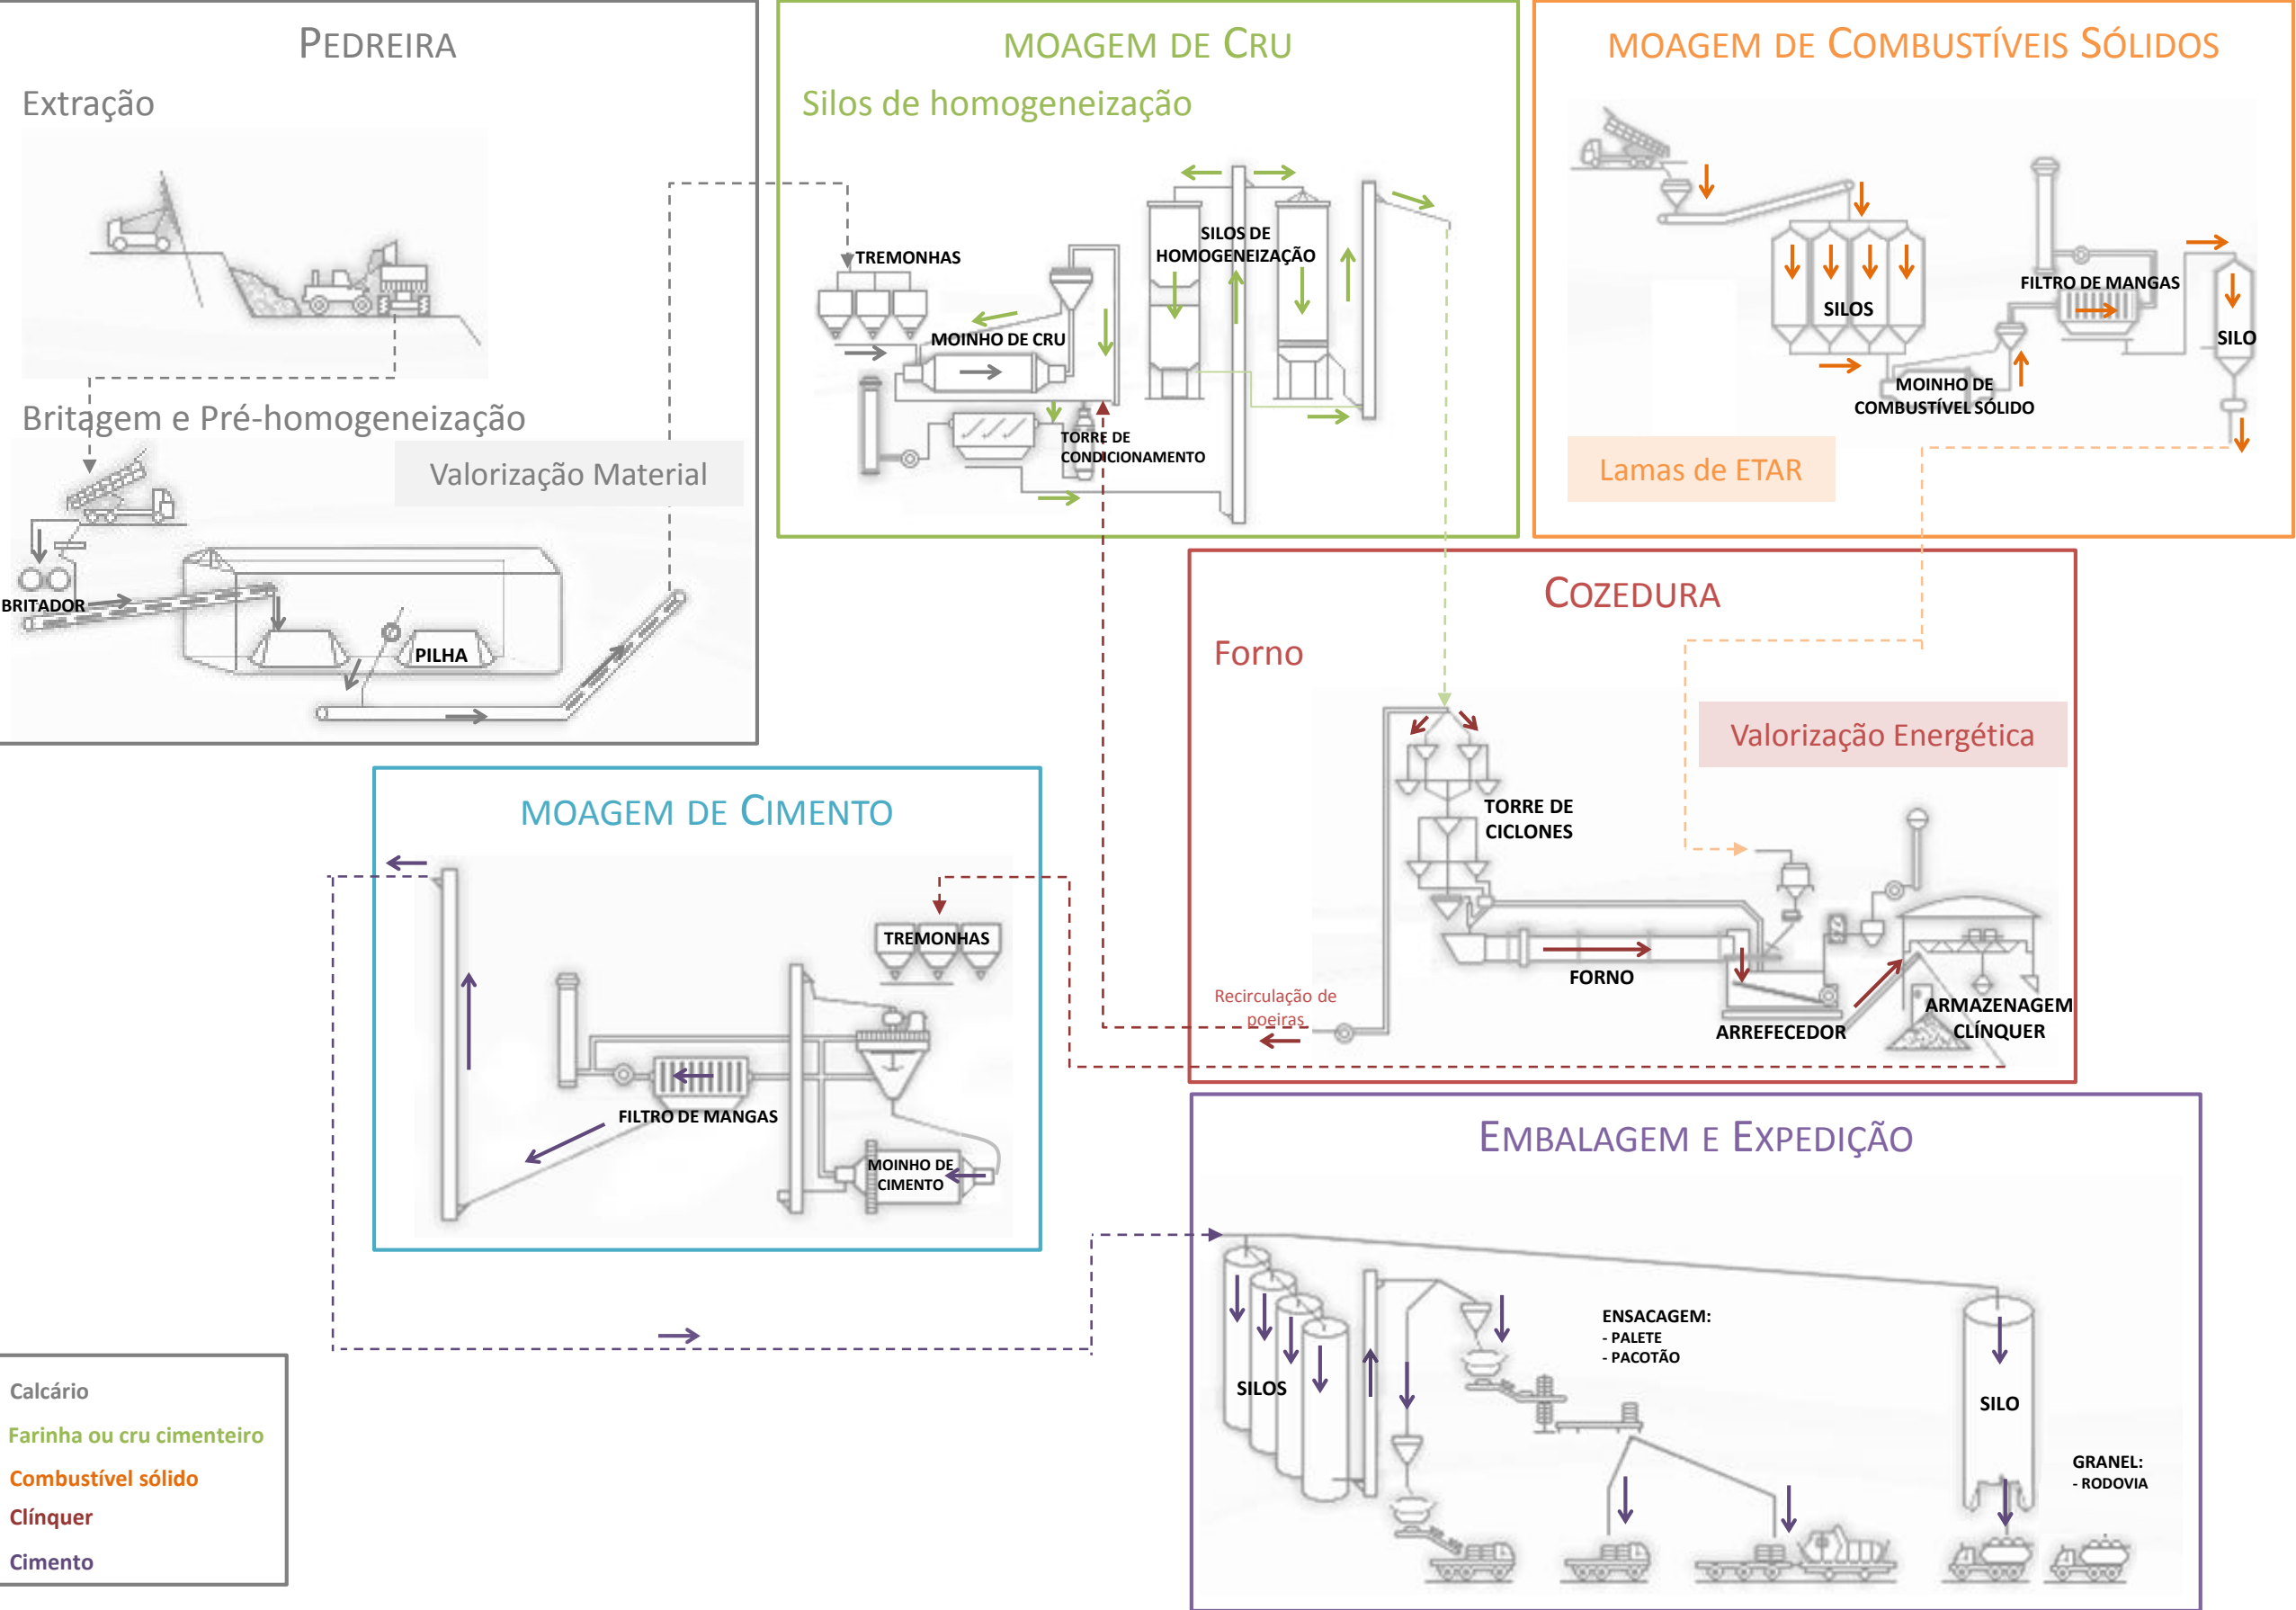 PEDREIRA
Extração
Britagem e Pré-homogeneização
Valorização Material
BRITADOR
PILHA
MOAGEM DE CRU
Silos de homogeneização
TREMONHAS
SILOS DE
HOMOGENEIZAÇÃO
MOINHO DE CRU
TORRE DE
CONDICIONAMENTO
MOAGEM DE COMBUSTÍVEIS SÓLIDOS
FILTRO DE MANGAS
SILOS
SILO
MOINHO DE
COMBUSTÍVEL SÓLIDO
Lamas de ETAR
COZEDURA
Forno
Valorização Energética
TORRE DE
CICLONES
FORNO
Recirculação de
poeiras
ARREFECEDOR
ARMAZENAGEM
CLÍNQUER
MOAGEM DE CIMENTO
TREMONHAS
FILTRO DE MANGAS
MOINHO DE
CIMENTO
EMBALAGEM E EXPEDIÇÃO
ENSACAGEM:
- PALETE
- PACOTÃO
SILOS
SILO
GRANEL:
- RODOVIA
Calcário
Farinha ou cru cimenteiro
Combustível sólido
Clínquer
Cimento